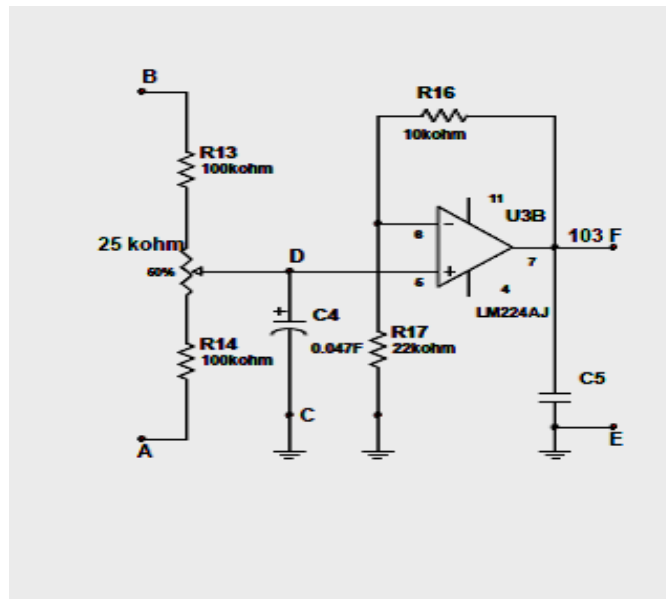 B
R16
10kohm
R13
100kohm
11
U3B
25 kohm
6
D
103 F
60%
5
7
4
C4
LM224AJ
R14
100kohm
0.047F
R17
22kohm
C5
C
A
E